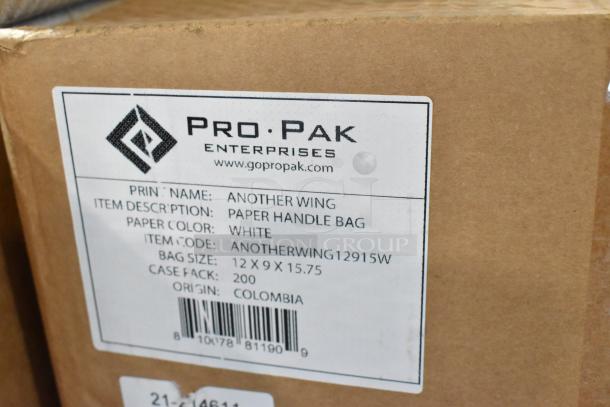 PRO·PAK
ENTERPRISES
www.gopropak.com
PRINT NAME: ANOTHER WING
ITEM DESCRIPTION: PAPER HANDLE BAG
PAPER COLOR: WHITE
ITEM CODE: ANOTHERWING12915W
BAG SIZE: 12 X 9 X 15.75
CASE PACK: 200
ORIGIN: COLOMBIA
8 10078 81190 9